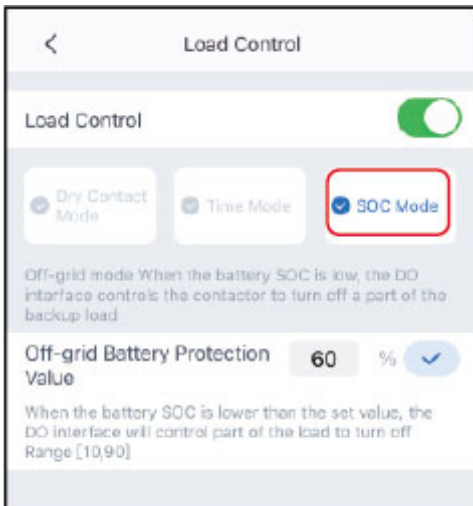 Load Control
Load Control
Dry Contact
Mode
Time Mode
SOC Mode
Off-grid mode When the battery SOC is low, the DO
interface controls the contactor to turn off a part of the
backup load
Off-grid Battery Protection
Value
60 %
When the battery SOC is lower than the set value, the
DO interface will control part of the load to turn off
Range [10,90]